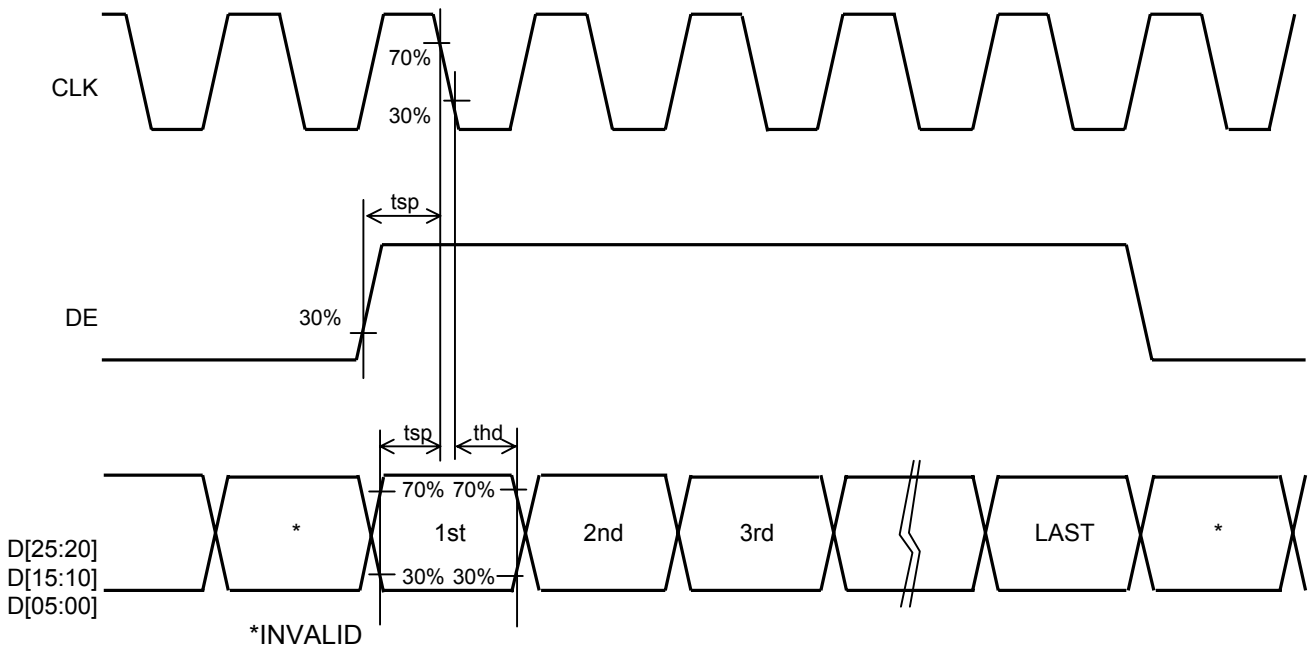 70%
CLK
30%
tsp
30%
DE
tsp thd
70% 70%
* 1st 2nd 3rd LAST *
D[25:20]
30% 30%
D[15:10]
D[05:00]
*INVALID